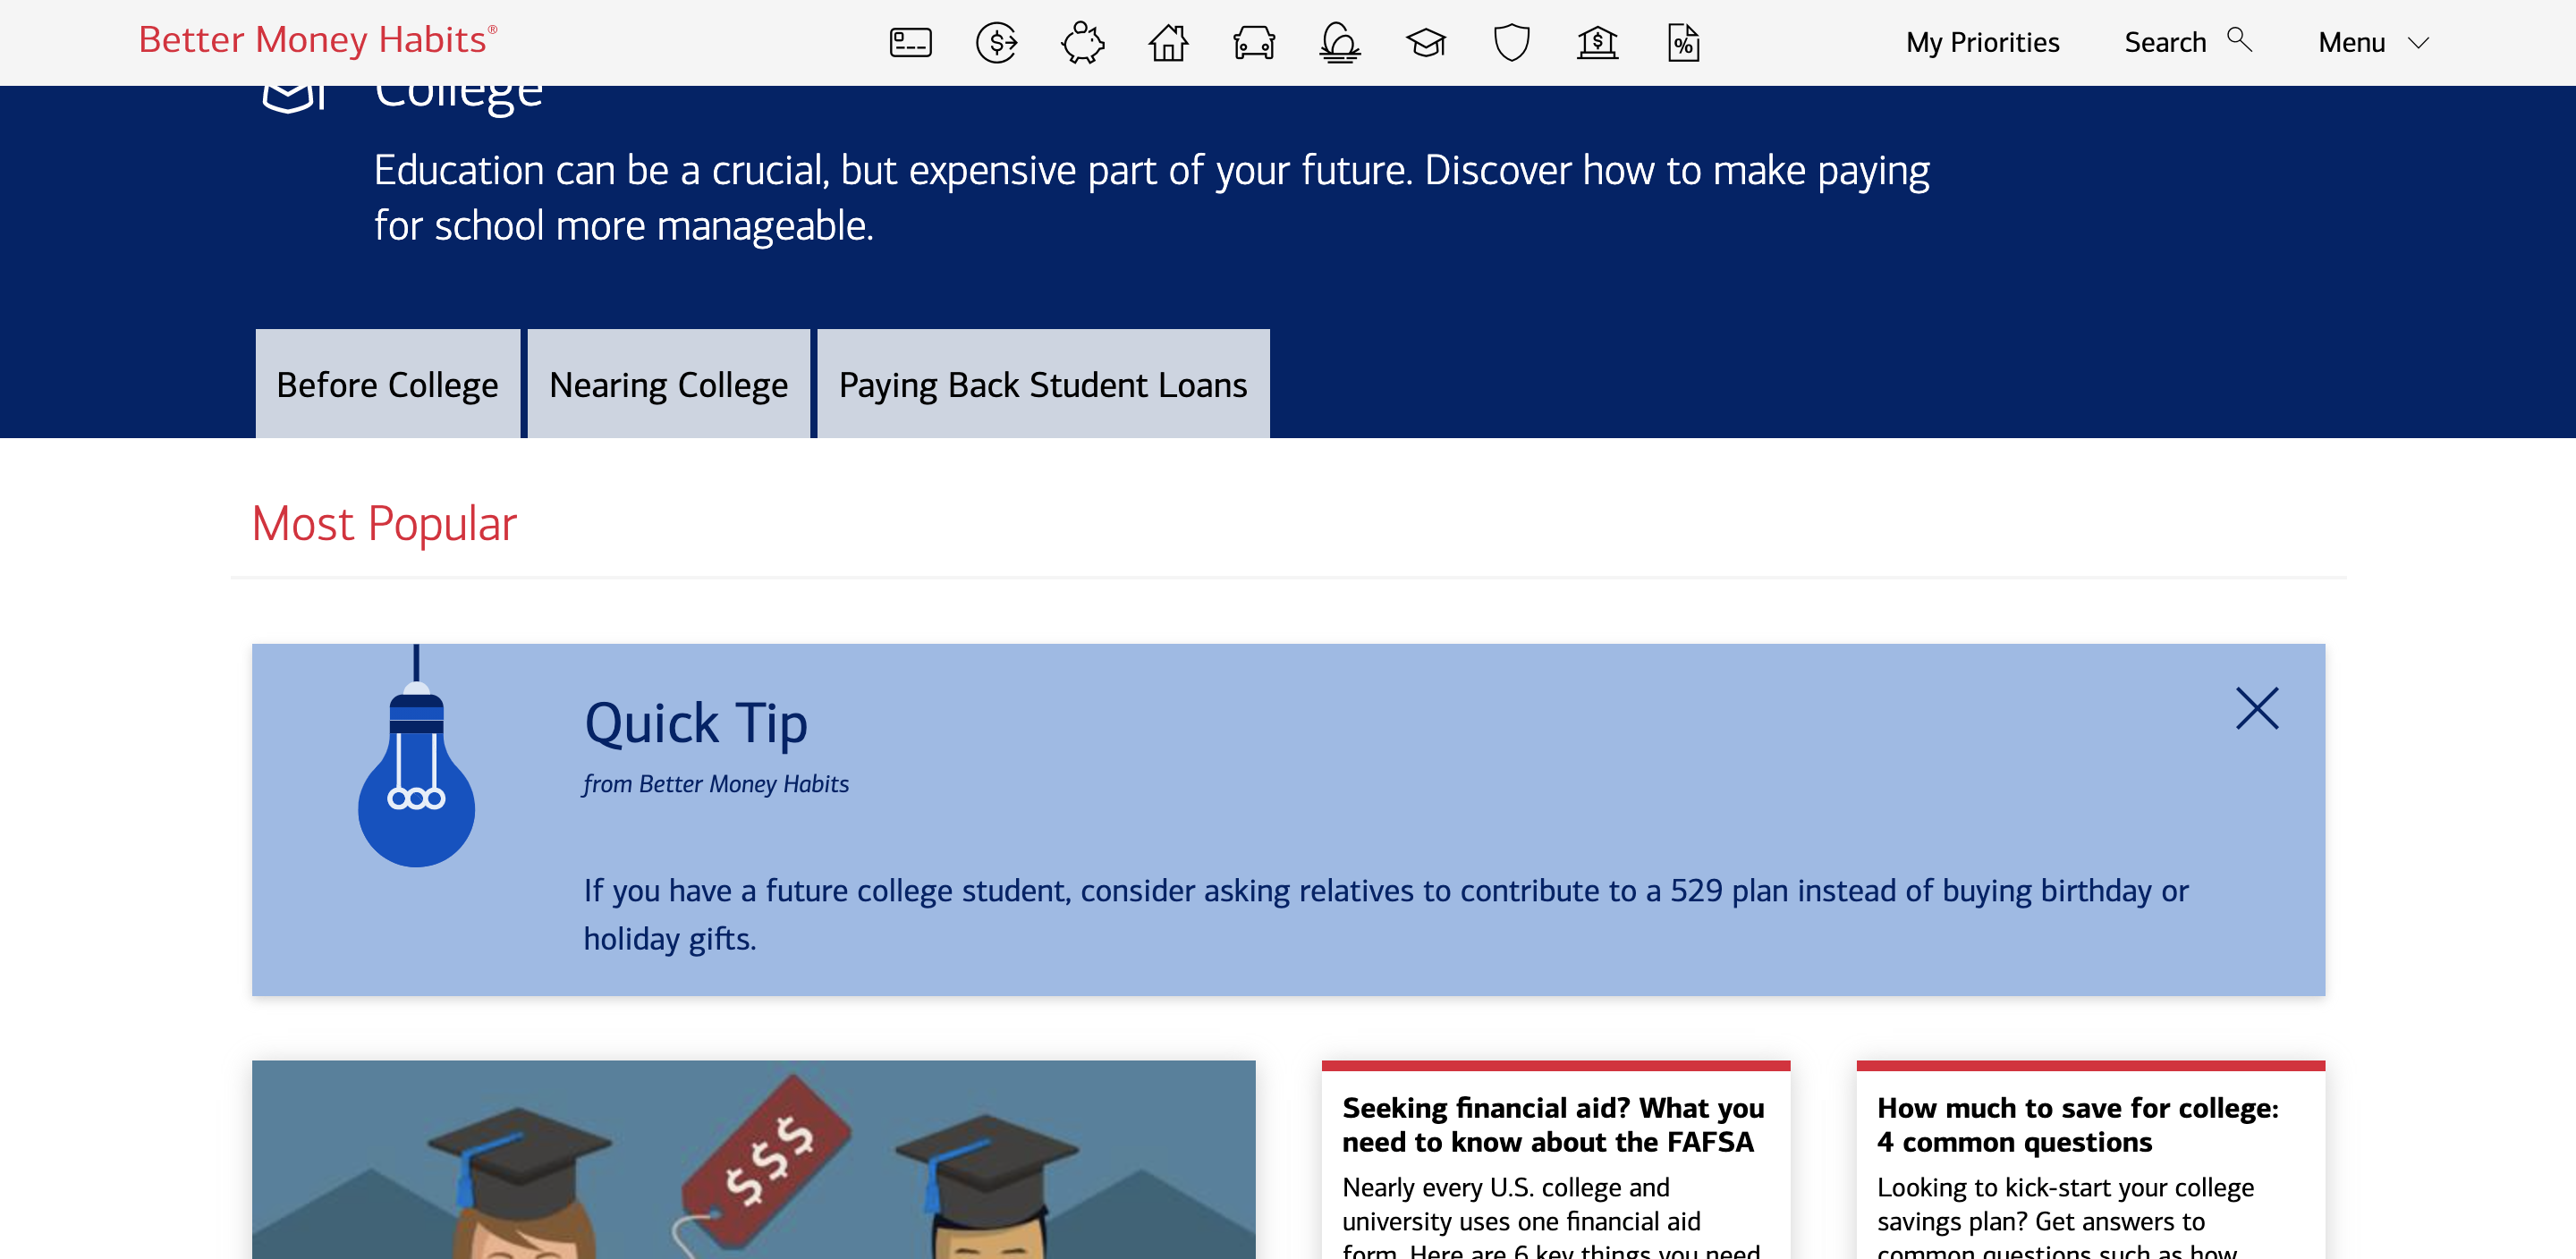 Better Money Habits®
My Priorities
Search
Menu
College
Education can be a crucial, but expensive part of your future. Discover how to make paying
for school more manageable.
Before College
Nearing College
Paying Back Student Loans
Most Popular
Quick Tip
from Better Money Habits
If you have a future college student, consider asking relatives to contribute to a 529 plan instead of buying birthday or
holiday gifts.
$$$
Seeking financial aid? What you
need to know about the FAFSA
Nearly every U.S. college and
university uses one financial aid
form. Here are 6 key things you need
How much to save for college:
4 common questions
Looking to kick-start your college
savings plan? Get answers to
common questions such as how